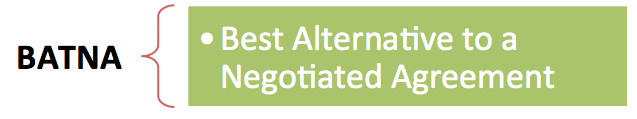 BATNA
• Best Alternative to a
Negotiated Agreement